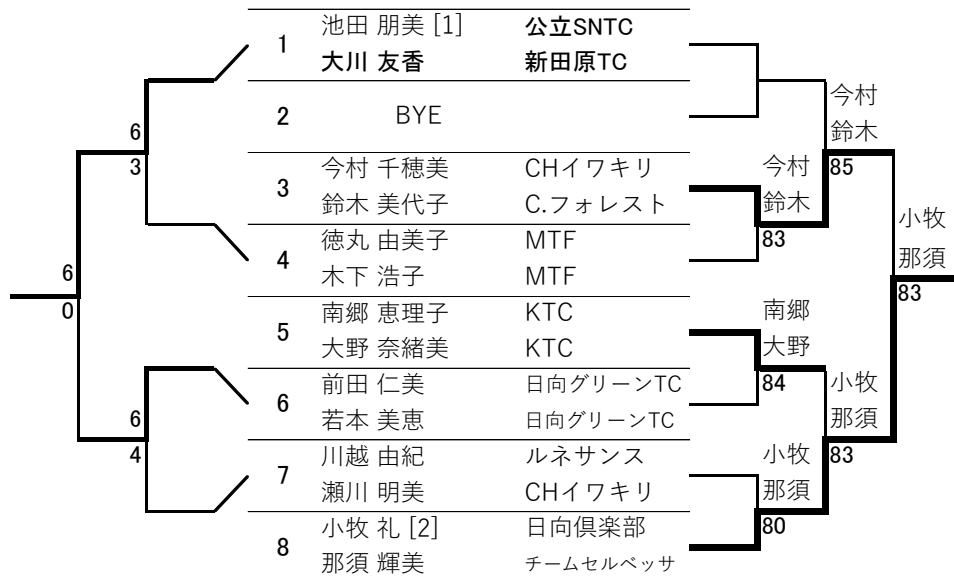 池田 朋美 [1] 公立SNTC
1
大川 友香 新田原TC
2 BYE
今村
鈴木
6
3
今村 千穂美 CHイワキリ
3
鈴木 美代子 C.フォレスト
今村
鈴木
85
83
徳丸 由美子 MTF
4
木下 浩子 MTF
小牧
那須
83
6
0
南郷 恵理子 KTC
5
大野 奈緒美 KTC
南郷
大野
84
前田 仁美 日向グリーンTC
6
若本 美恵 日向グリーンTC
小牧
那須
83
6
4
川越 由紀 ルネサンス
7
瀬川 明美 CHイワキリ
小牧
那須
80
小牧 礼 [2] 日向倶楽部
8
那須 輝美 チームセルベッサ